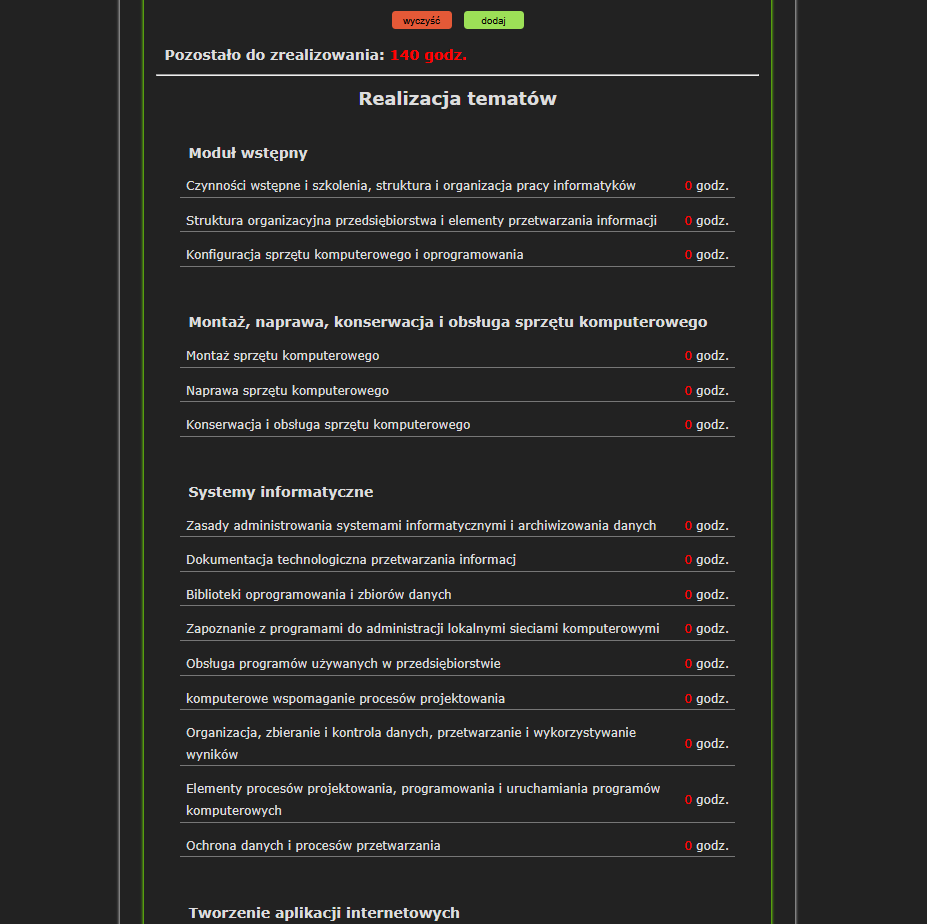 wyczyść dodaj
Pozostało do zrealizowania: 140 godz.
Realizacja tematów
Moduł wstępny
Czynności wstępne i szkolenia, struktura i organizacja pracy informatyków 0 godz.
Struktura organizacyjna przedsiębiorstwa i elementy przetwarzania informacji 0 godz.
Konfiguracja sprzętu komputerowego i oprogramowania 0 godz.
Montaż, naprawa, konserwacja i obsługa sprzętu komputerowego
Montaż sprzętu komputerowego 0 godz.
Naprawa sprzętu komputerowego 0 godz.
Konserwacja i obsługa sprzętu komputerowego 0 godz.
Systemy informatyczne
Zasady administrowania systemami informatycznymi i archiwizowania danych 0 godz.
Dokumentacja technologiczna przetwarzania informacj 0 godz.
Biblioteki oprogramowania i zbiorów danych 0 godz.
Zapoznanie z programami do administracji lokalnymi sieciami komputerowymi 0 godz.
Obsługa programów używanych w przedsiębiorstwie 0 godz.
komputerowe wspomaganie procesów projektowania 0 godz.
Organizacja, zbieranie i kontrola danych, przetwarzanie i wykorzystywanie
wyników 0 godz.
Elementy procesów projektowania, programowania i uruchamiania programów
komputerowych 0 godz.
Ochrona danych i procesów przetwarzania 0 godz.
Tworzenie aplikacji internetowych